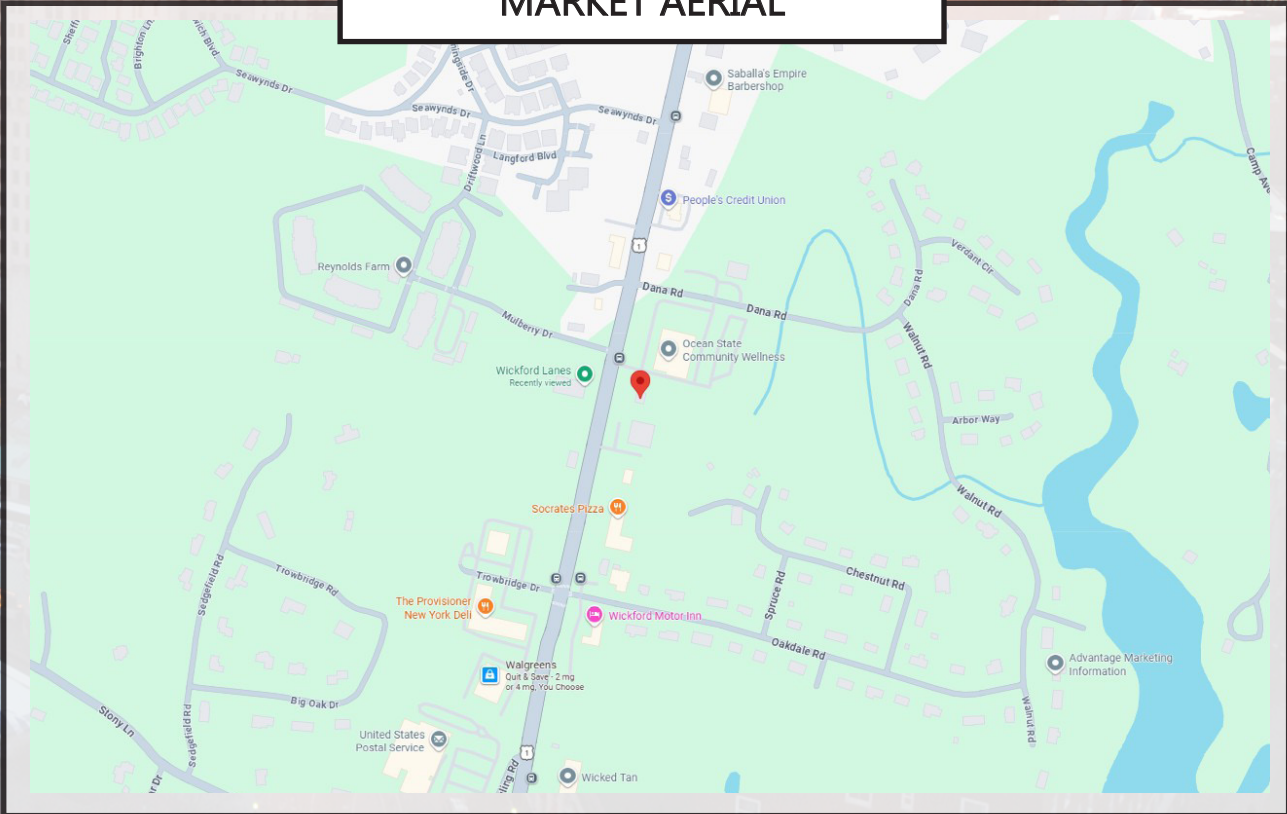 MARKET AERIAL
Brighton Ln
Seawynds Dr
Seawynds Dr
Seawynds Dr
Langford Blvd
Driftwood Ln
Saballa's Empire
Barbershop
Camp Ave
People's Credit Union
1
Reynolds Farm
Mulberry Dr
Dana Rd
Dana Rd
Dana Rd
Verdant Cir
Walnut Rd
Ocean State
Community Wellness
Wickford Lanes
Recently viewed
Arbor Way
Walnut Rd
Socrates Pizza
Sedgefield Rd
Trowbridge Rd
Trowbridge Dr
Chestnut Rd
Spruce Rd
The Provisioner
New York Deli
Wickford Motor Inn
Oakdale Rd
Walgreens
Quit & Save - 2 mg
or 4 mg, You Choose
Advantage Marketing
Information
Big Oak Dr
Stony Ln
Sedgefield Rd
Walnut Rd
United States
Postal Service
1
Wicked Tan